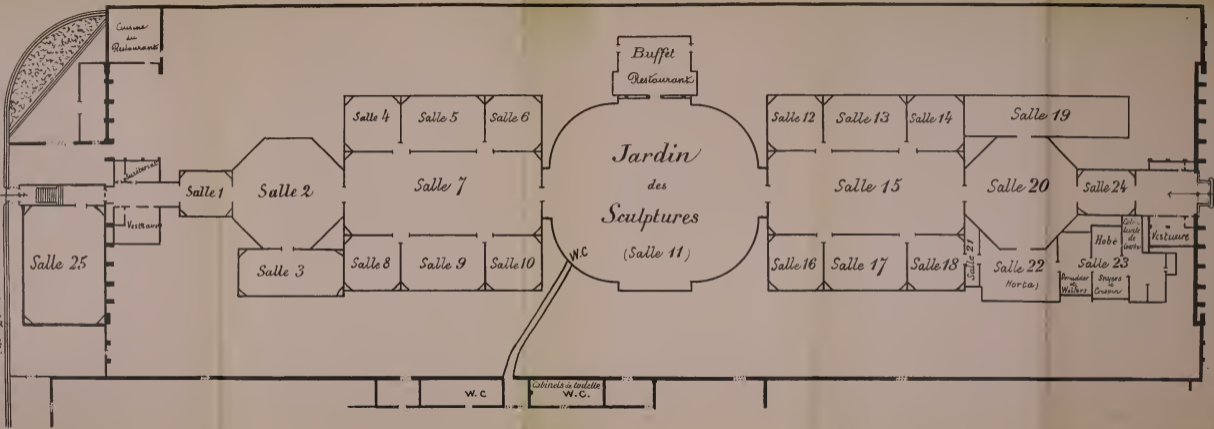 Cuisine
du
Restaurant
Buffet
Restaurant
Salle 4
Salle 5
Salle 6
Salle 12
Salle 13
Salle 14
Salle 19
Jardin
des
Sculptures
(Salle 11)
Salle 1
Salle 2
Salle 7
Salle 15
Salle 20
Salle 24
Vestiaire
Vestiaire
Salle 25
Salle 3
Salle 8
Salle 9
Salle 10
W.C
Salle 16
Salle 17
Salle 18
Salle 21
Salle 22
Horta)
Hobé
Salle 23
Wolfers
Crespin
W.C
Cabinets de toilette
W.C.